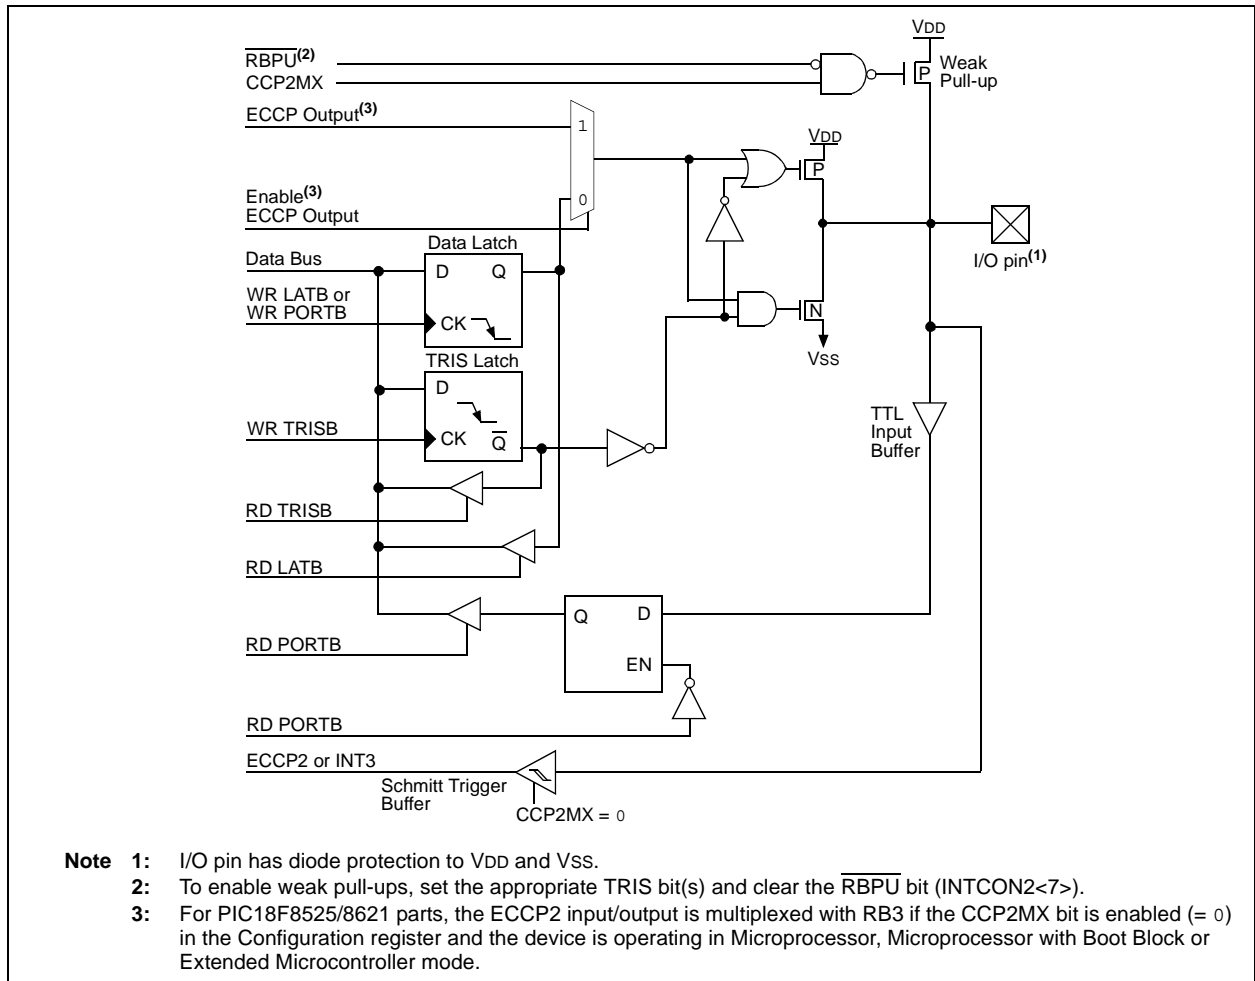 VDD
RBPU(2)
Weak
Pull-up
P
CCP2MX
ECCP Output(3)
1
VDD
P
Enable(3)
ECCP Output
0
I/O pin(1)
Data Latch
Data Bus
D Q
WR LATB or
WR PORTB
CK
N
VSS
TRIS Latch
D
WR TRISB
CK Q
TTL
Input
Buffer
RD TRISB
RD LATB
Q D
RD PORTB
EN
RD PORTB
ECCP2 or INT3
Schmitt Trigger
Buffer
CCP2MX = 0
Note 1: I/O pin has diode protection to VDD and VSS.
2: To enable weak pull-ups, set the appropriate TRIS bit(s) and clear the RBPU bit (INTCON2<7>).
3: For PIC18F8525/8621 parts, the ECCP2 input/output is multiplexed with RB3 if the CCP2MX bit is enabled (= 0)
in the Configuration register and the device is operating in Microprocessor, Microprocessor with Boot Block or
Extended Microcontroller mode.